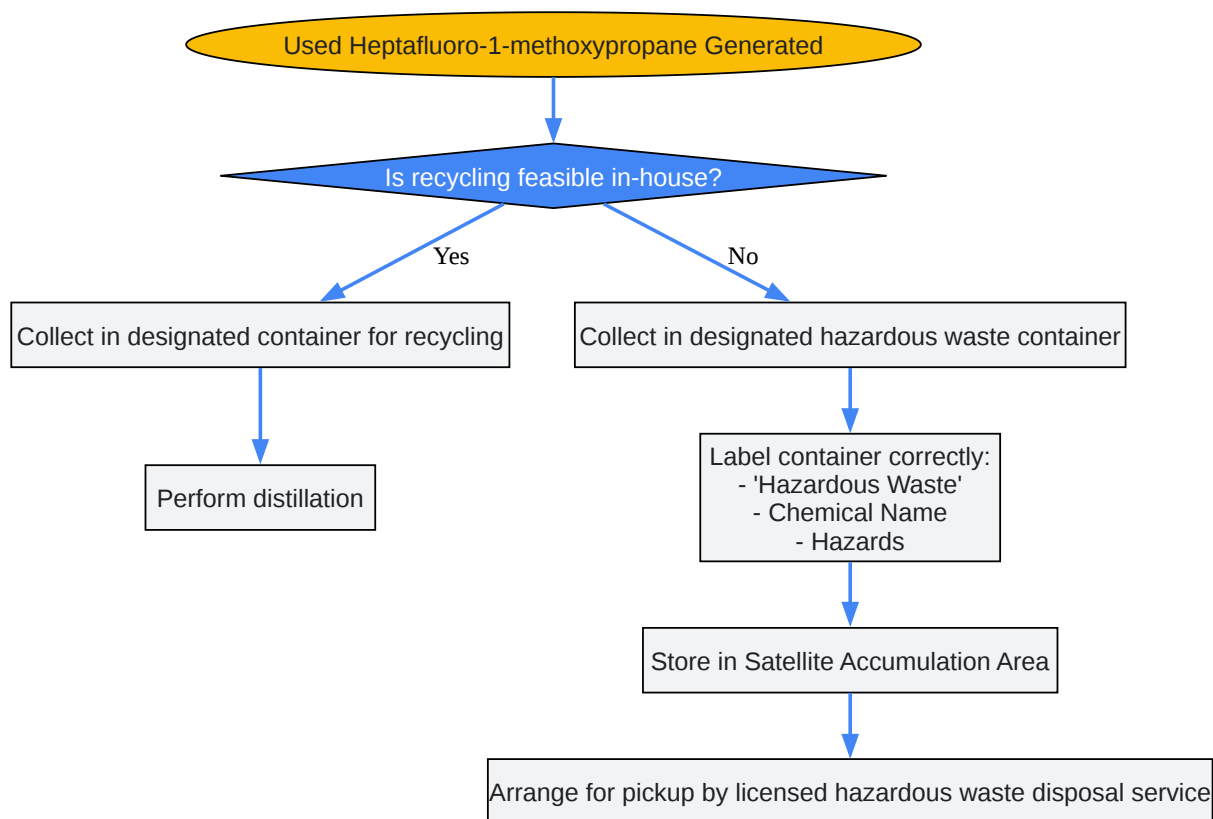 Used Heptafluoro-1-methoxypropane Generated
Is recycling feasible in-house?
Yes
No
Collect in designated container for recycling
Collect in designated hazardous waste container
Perform distillation
Label container correctly:
- 'Hazardous Waste'
- Chemical Name
- Hazards
Store in Satellite Accumulation Area
Arrange for pickup by licensed hazardous waste disposal service